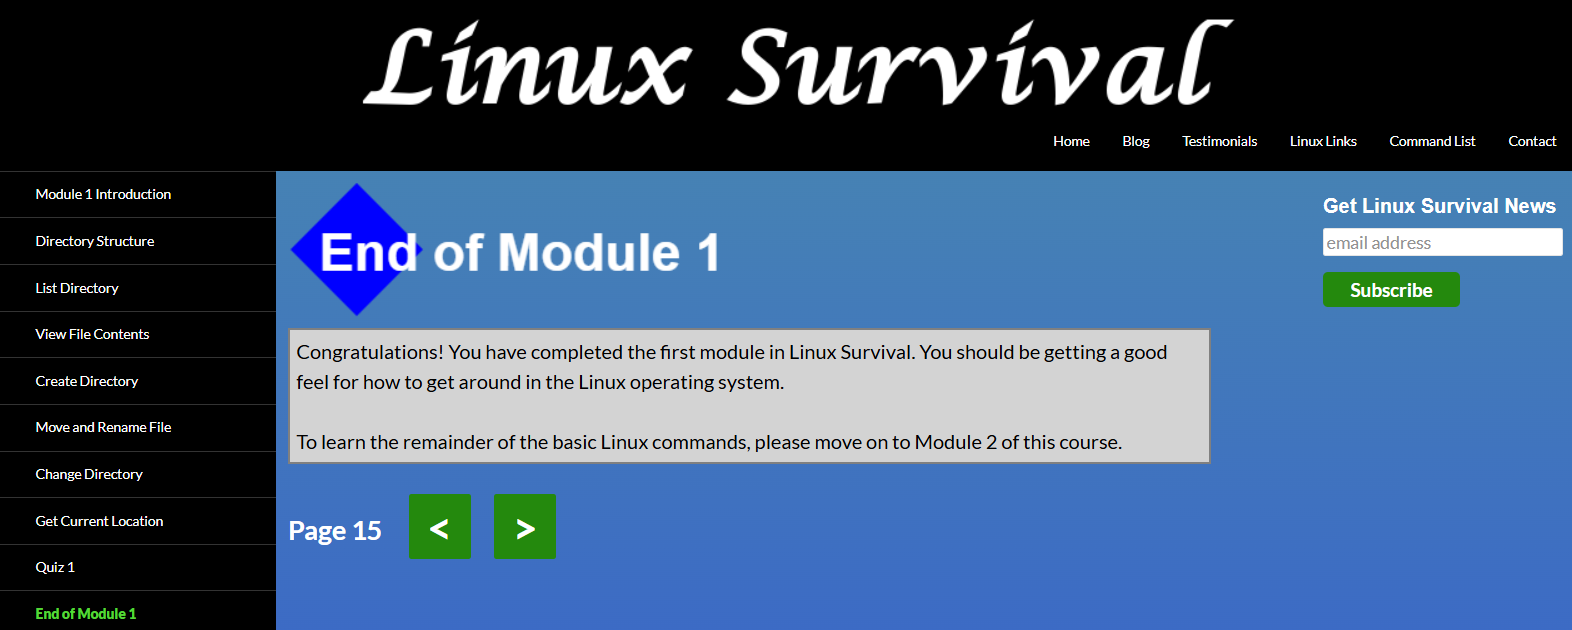 Linux Survival
Home Blog Testimonials Linux Links Command List Contact
Module 1 Introduction
Directory Structure
List Directory
View File Contents
Create Directory
Move and Rename File
Change Directory
Get Current Location
Quiz 1
End of Module 1
End of Module 1
Congratulations! You have completed the first module in Linux Survival. You should be getting a good
feel for how to get around in the Linux operating system.
To learn the remainder of the basic Linux commands, please move on to Module 2 of this course.
Page 15 < >
Get Linux Survival News
email address
Subscribe